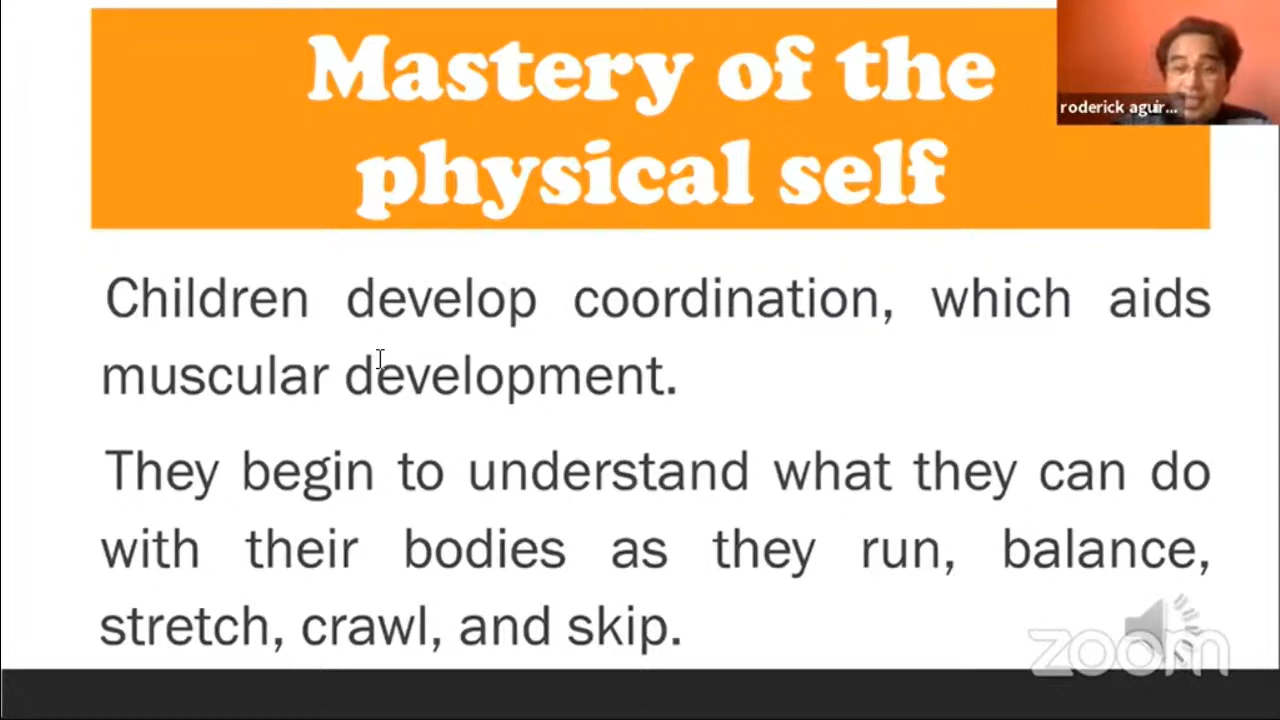 Mastery of the
physical self
roderick aguir...
Children develop coordination, which aids
muscular development.
They begin to understand what they can do
with their bodies as they run, balance,
stretch, crawl, and skip.
zoom